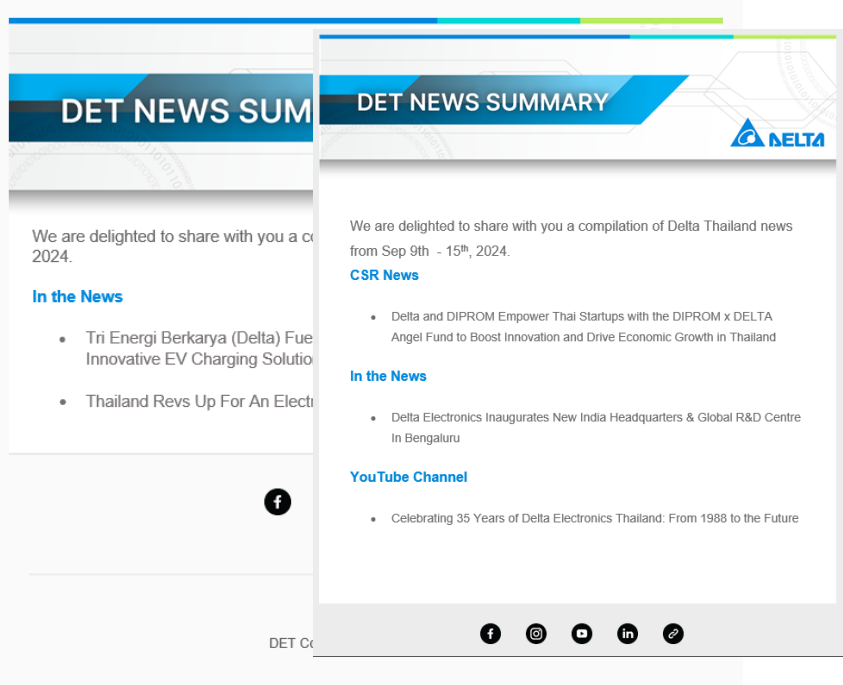 DET NEWS SUM
We are delighted to share with you a
2024.
In the News
Tri Energi Berkarya (Delta)
Innovative EV Charging
Thailand Revs Up For An
DET
DET NEWS SUMMARY
DELTA
We are delighted to share with you a compilation of Delta Thailand news
from Sep 9th - 15th, 2024.
CSR News
Delta and DIPROM Empower Thai Startups with the DIPROM x DELTA
Angel Fund to Boost Innovation and Drive Economic Growth in Thailand
In the News
Delta Electronics Inaugurates New India Headquarters & Global R&D Centre
In Bengaluru
YouTube Channel
Celebrating 35 Years of Delta Electronics Thailand: From 1988 to the Future